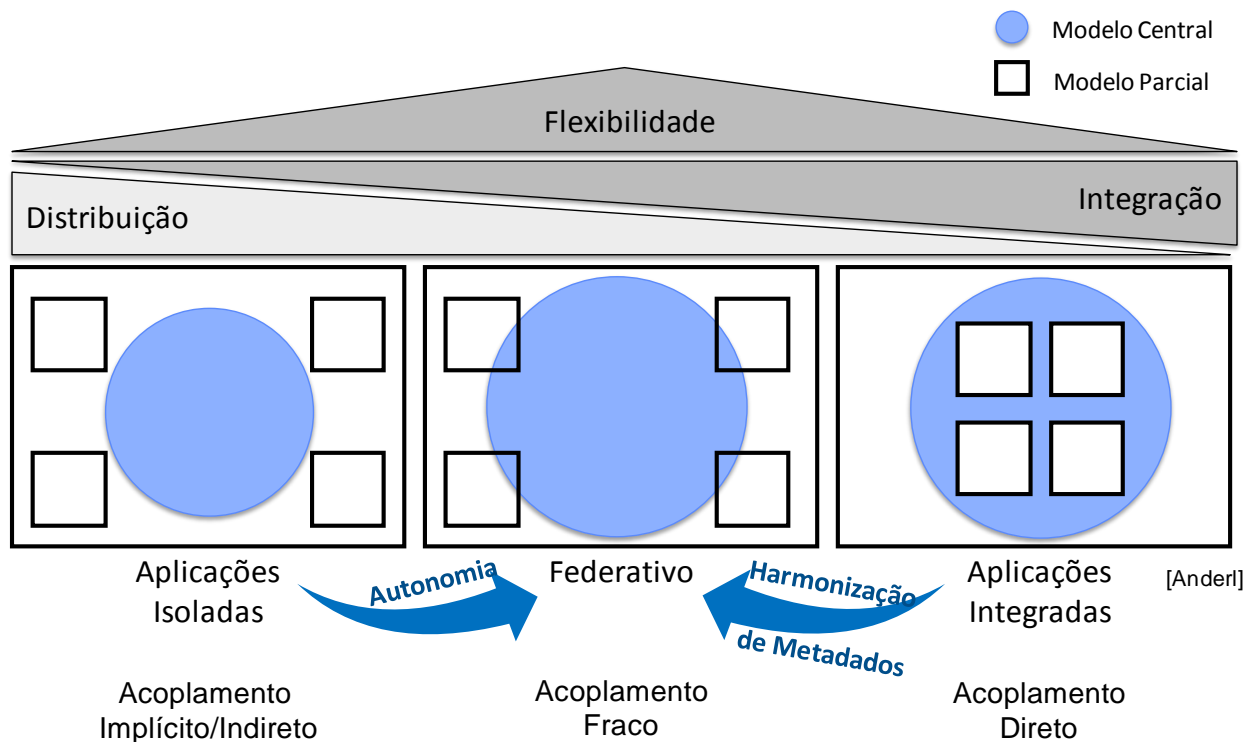 Modelo Central
Modelo Parcial
Flexibilidade
Integração
Distribuição
Aplicações
Isoladas
Autonomia
Federativo
Harmonização
de Metadados
Aplicações
Integradas
[Anderl]
Acoplamento
Implícito/Indireto
Acoplamento
Fraco
Acoplamento
Direto